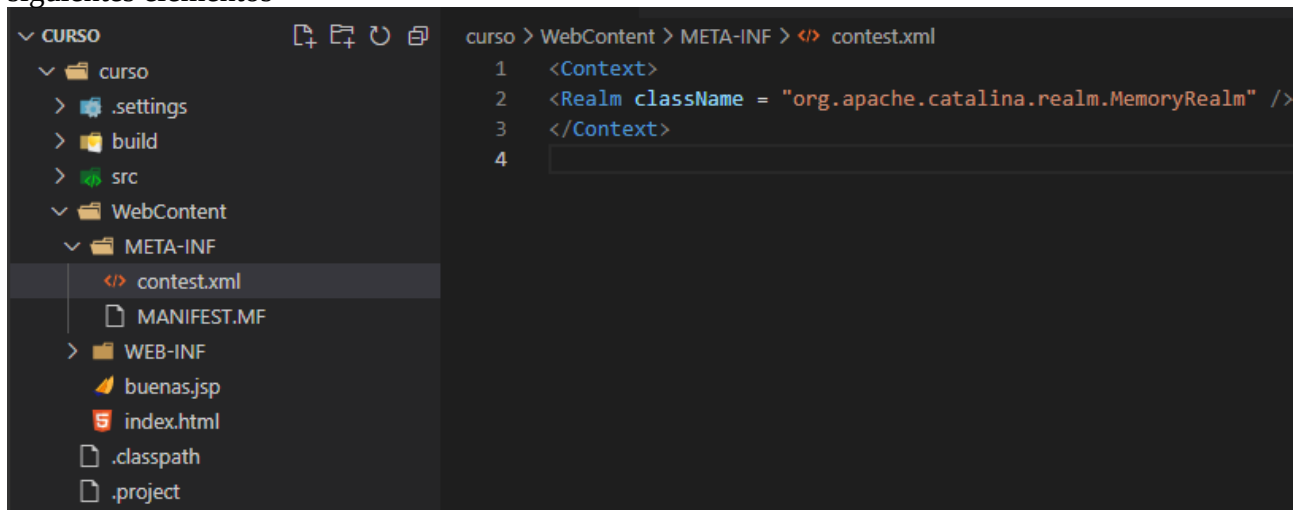 siguientes elementos
CURSO
curso
.settings
build
src
WebContent
META-INF
contest.xml
MANIFEST.MF
WEB-INF
buenas.jsp
index.html
.classpath
.project
curso > WebContent > META-INF > contest.xml
1 <Context>
2 <Realm className = "org.apache.catalina.realm.MemoryRealm" />
3 </Context>
4